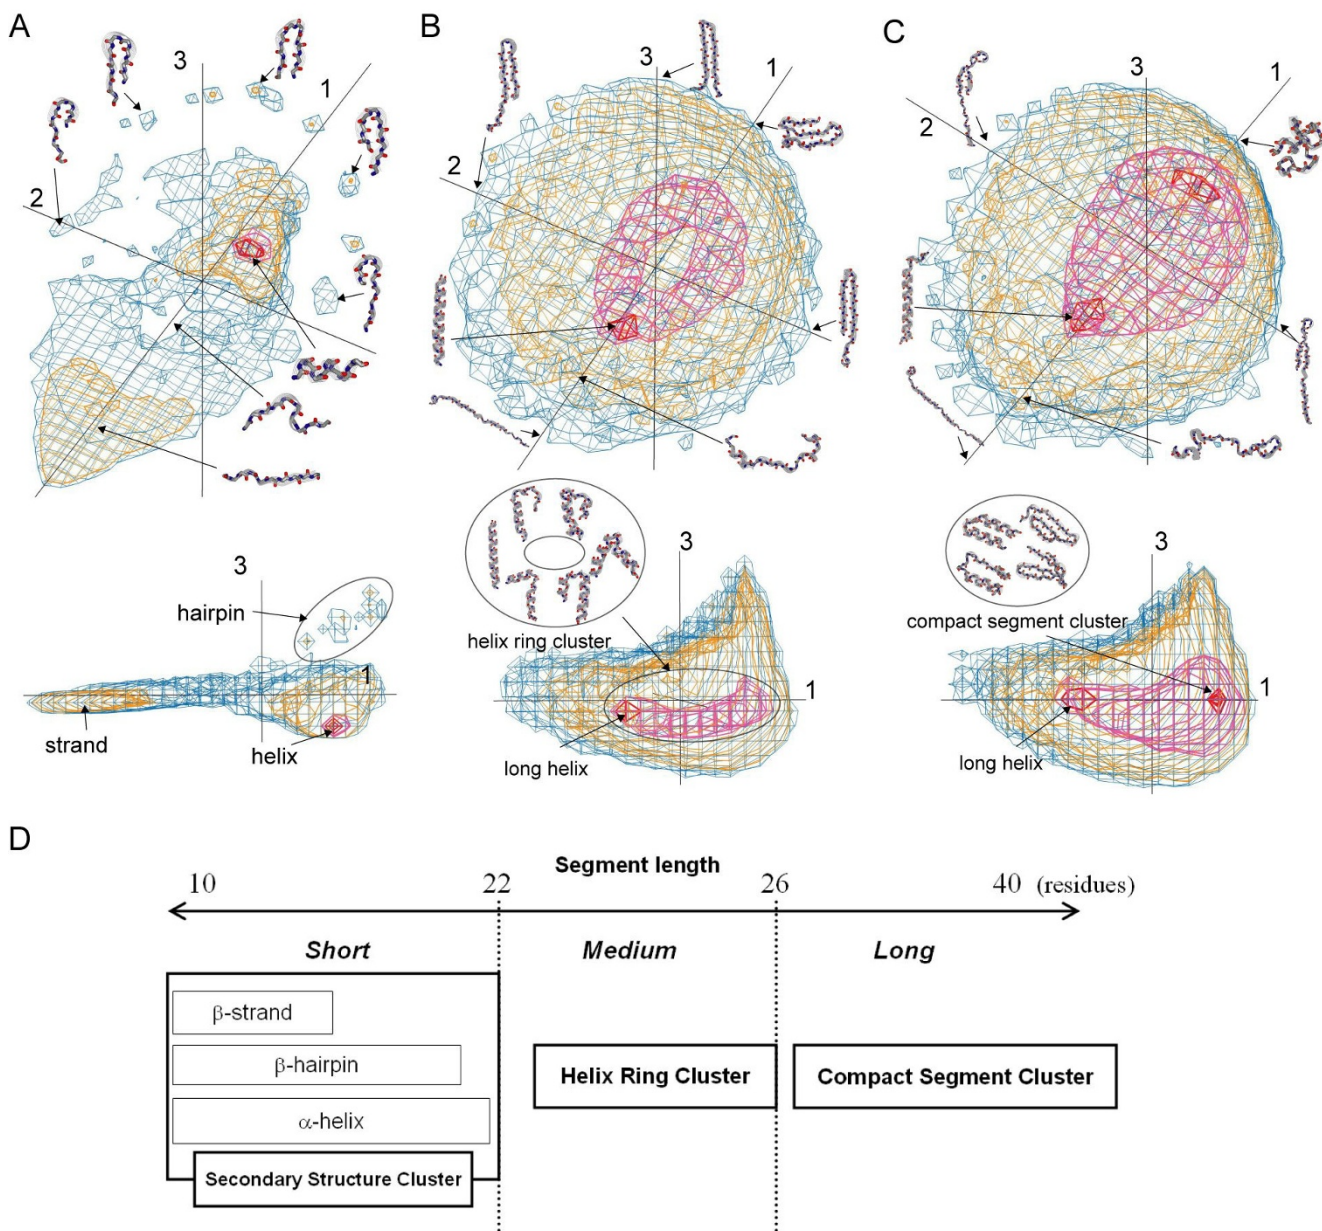 A
3
1
2
B
3
1
2
C
3
1
2
3
hairpin
1
strand
helix
3
helix ring cluster
1
long helix
3
compact segment cluster
1
long helix
D
Segment length
10 22 26 40 (residues)
Short Medium Long
β-strand
β-hairpin
α-helix
Secondary Structure Cluster
Helix Ring Cluster
Compact Segment Cluster